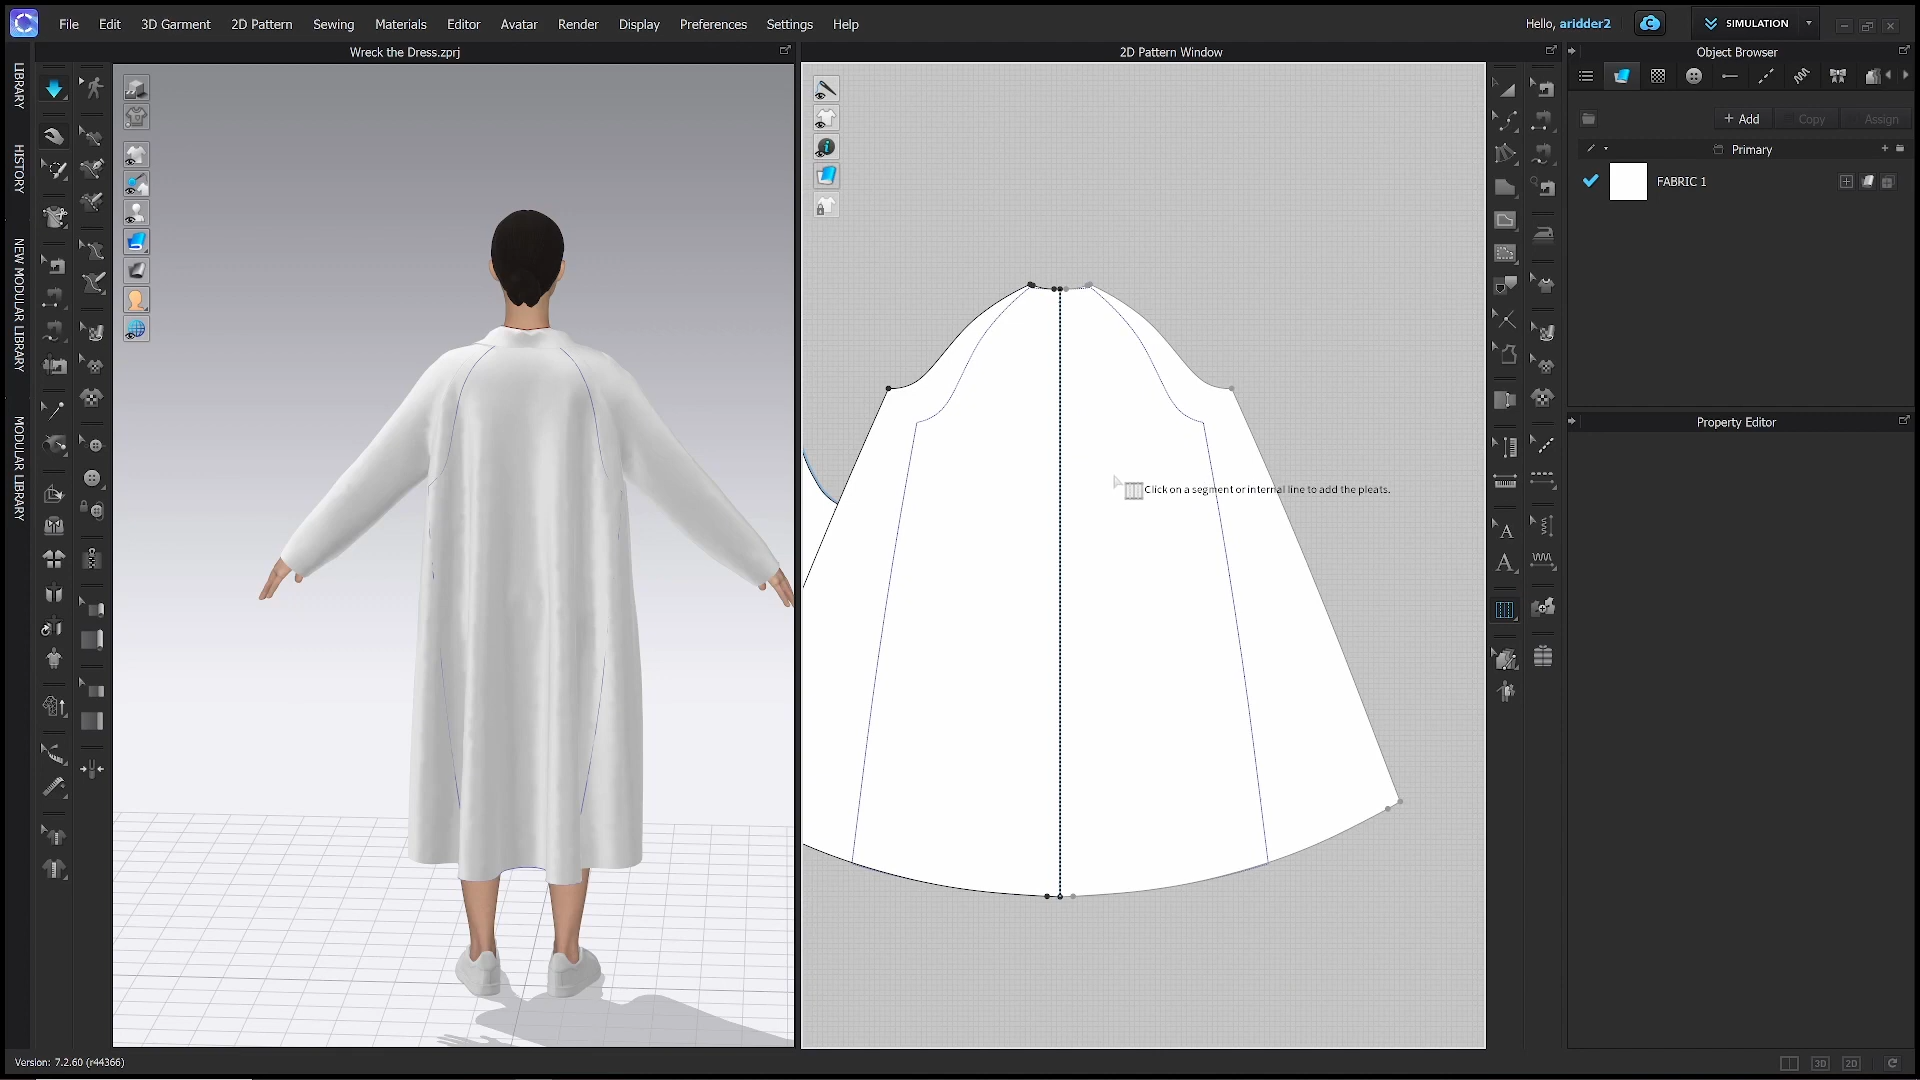 File Edit 3D Garment 2D Pattern Sewing Materials Editor Avatar Render Display Preferences Settings Help
Hello, aridder2
SIMULATION
Wreck the Dress.zprj
2D Pattern Window
Object Browser
LIBRARY
HISTORY
NEW MODULAR LIBRARY
MODULAR LIBRARY
+ Add
Copy
Assign
Primary
FABRIC 1
Property Editor
Click on a segment or internal line to add the pleats.
A
A
Version: 7.2.60 (r44366)
3D
2D